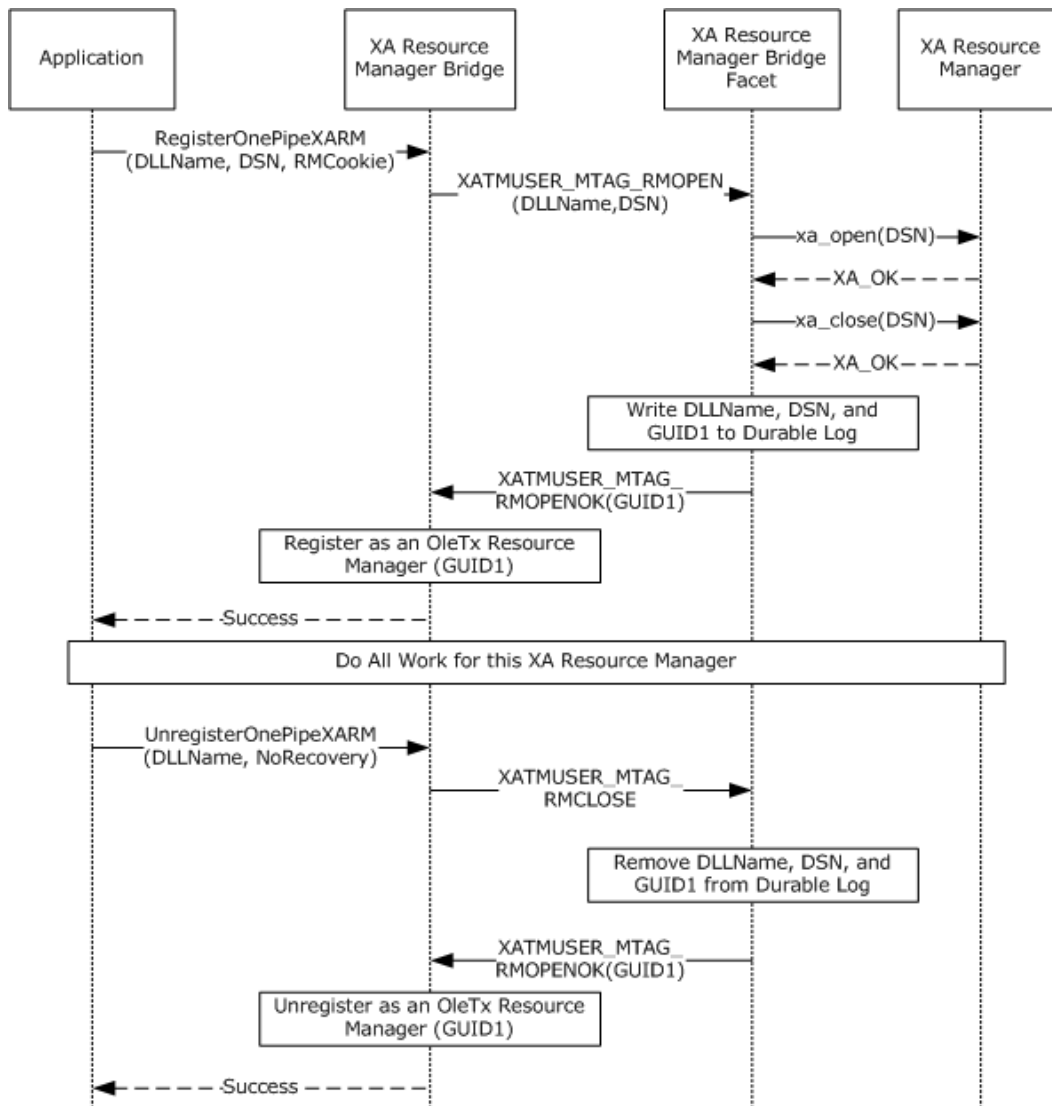 Application
XA Resource
Manager Bridge
XA Resource
Manager Bridge
Facet
XA Resource
Manager
RegisterOnePipeXARM
(DLLName, DSN, RMCookie)
XATMUSER_MTAG_RMOPEN
(DLLName,DSN)
xa_open(DSN)
XA_OK
xa_close(DSN)
XA_OK
Write DLLName, DSN, and
GUID1 to Durable Log
XATMUSER_MTAG_
RMOPENOK(GUID1)
Register as an OleTx Resource
Manager (GUID1)
Success
Do All Work for this XA Resource Manager
UnregisterOnePipeXARM
(DLLName, NoRecovery)
XATMUSER_MTAG_
RMCLOSE
Remove DLLName, DSN, and
GUID1 from Durable Log
XATMUSER_MTAG_
RMOPENOK(GUID1)
Unregister as an OleTx Resource
Manager (GUID1)
Success